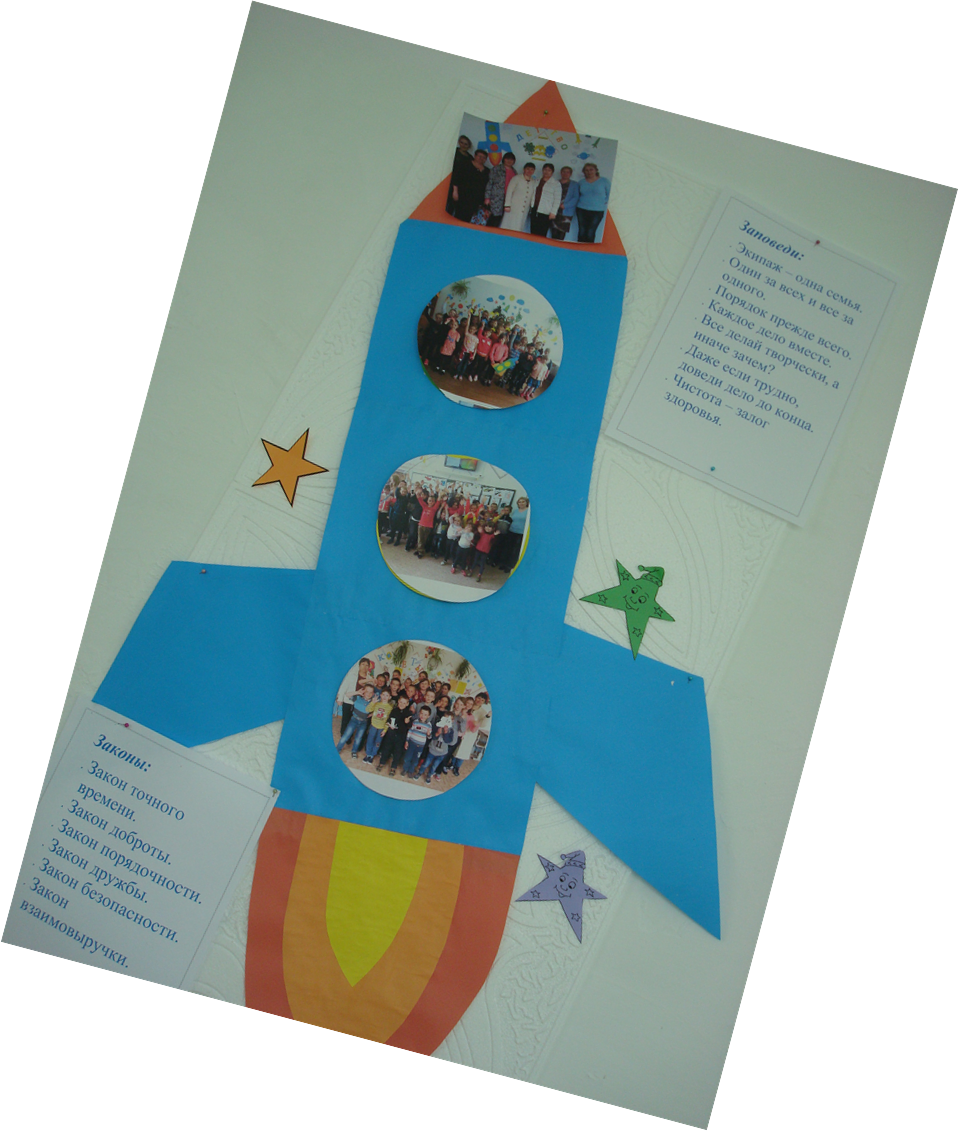 Заповеди:
· Экипаж – одна семья.
· Один за всех и все за
одного.
· Порядок прежде всего.
· Каждое дело вместе.
· Все делай творчески, а
иначе зачем?
· Даже если трудно,
доведи дело до конца.
· Чистота – залог
здоровья.
Законы:
· Закон точного
времени.
· Закон доброты.
· Закон порядочности.
· Закон дружбы.
· Закон безопасности.
· Закон
взаимовыручки.